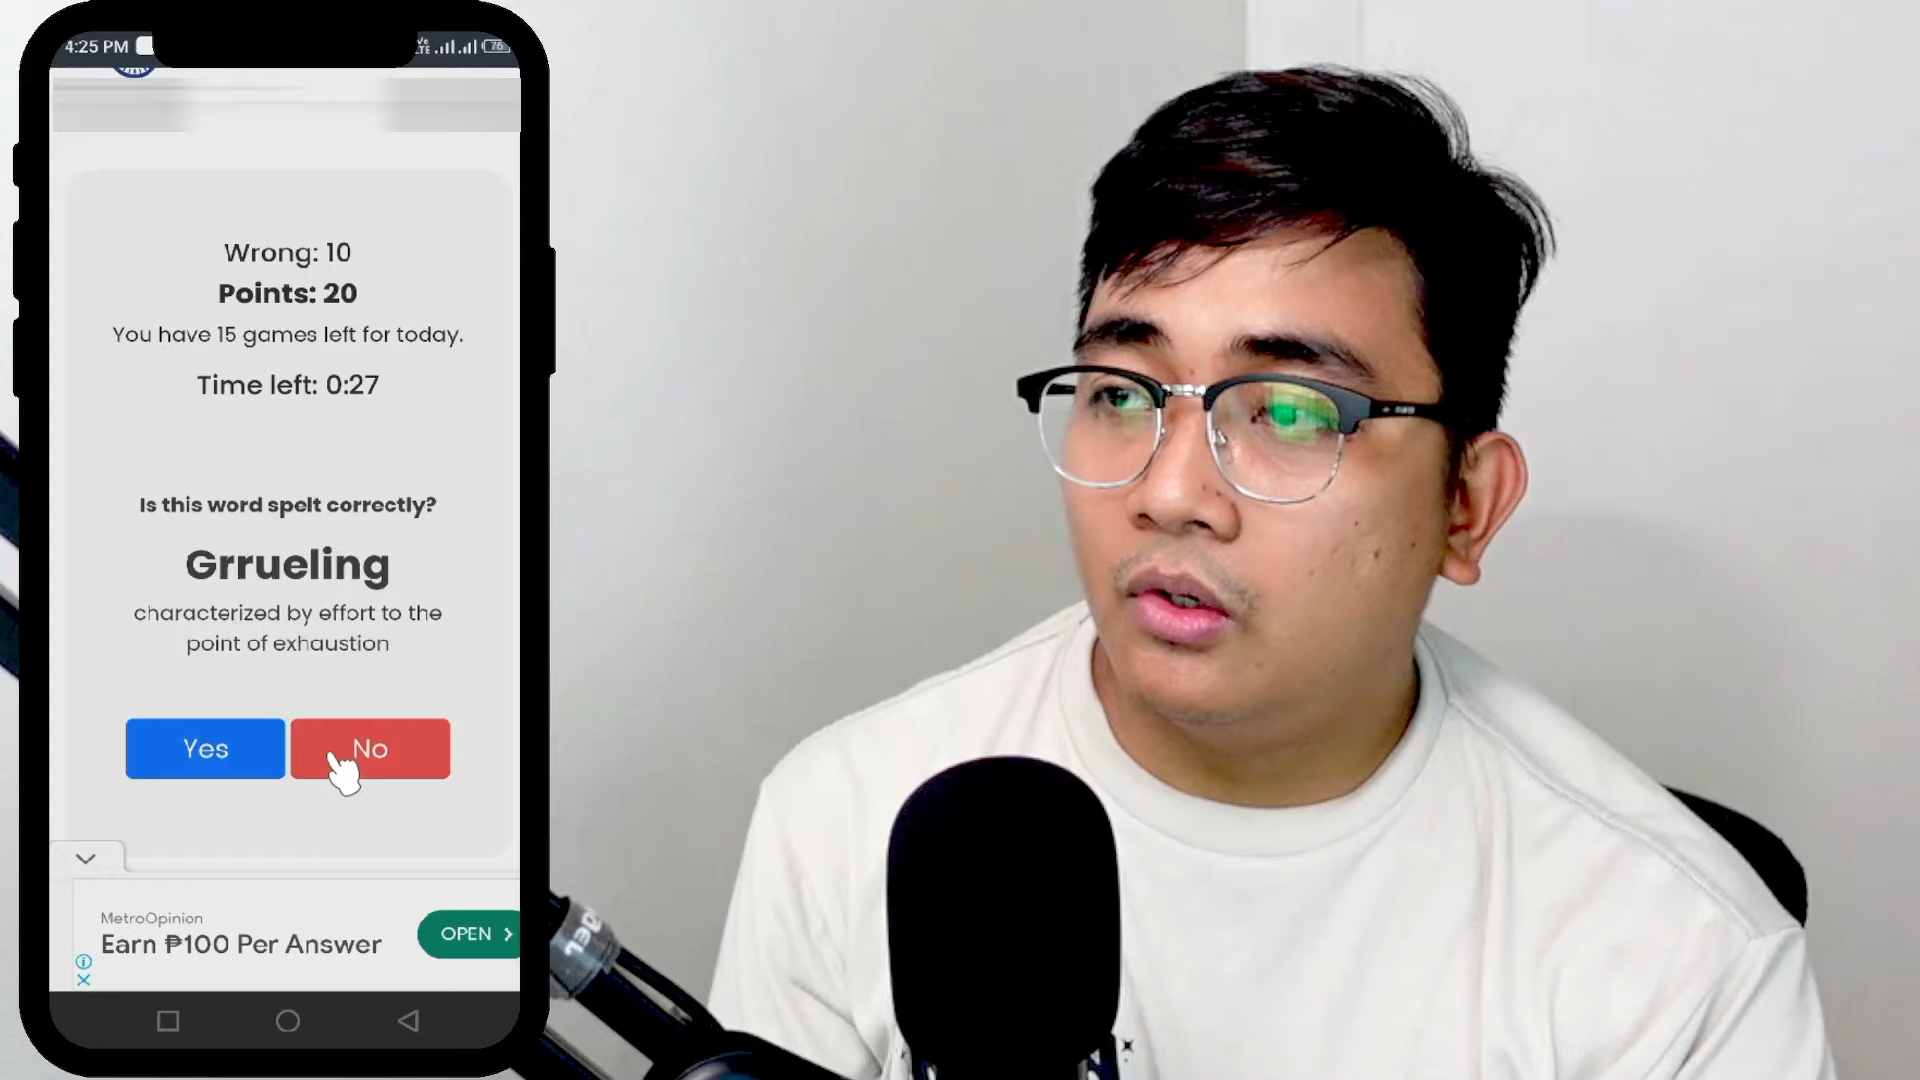 4:25 PM
76
Wrong: 10
Points: 20
You have 15 games left for today.
Time left: 0:27
Is this word spelt correctly?
Grrueling
characterized by effort to the
point of exhaustion
Yes
No
MetroOpinion
Earn ₱100 Per Answer
OPEN